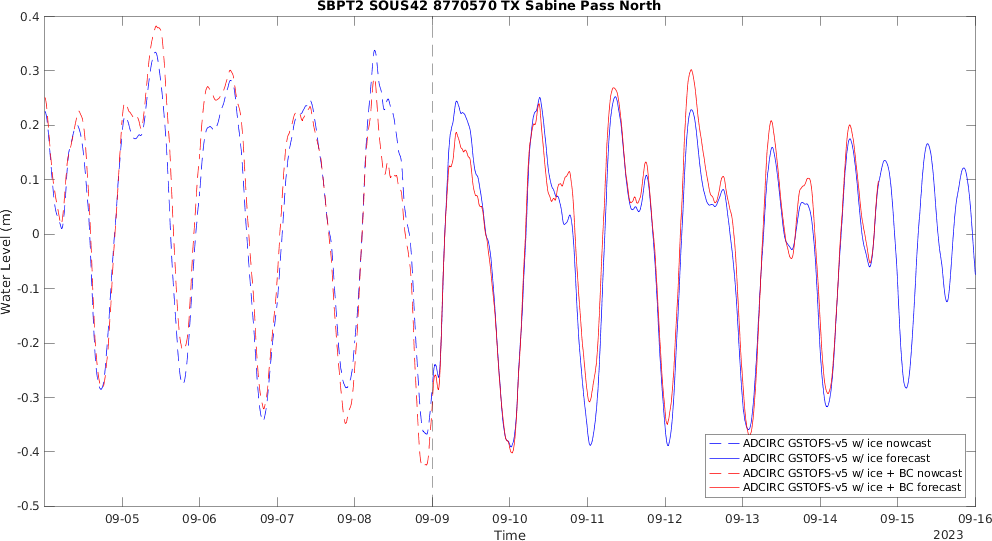 SBPT2 SOUS42 8770570 TX Sabine Pass North
0.4
0.3
0.2
0.1
0
-0.1
-0.2
-0.3
-0.4
-0.5
Water Level (m)
ADCIRC GSTOFS-v5 w/ ice nowcast
ADCIRC GSTOFS-v5 w/ ice forecast
ADCIRC GSTOFS-v5 w/ ice + BC nowcast
ADCIRC GSTOFS-v5 w/ ice + BC forecast
09-05 09-06 09-07 09-08 09-09 09-10 09-11 09-12 09-13 09-14 09-15 09-16
Time
2023